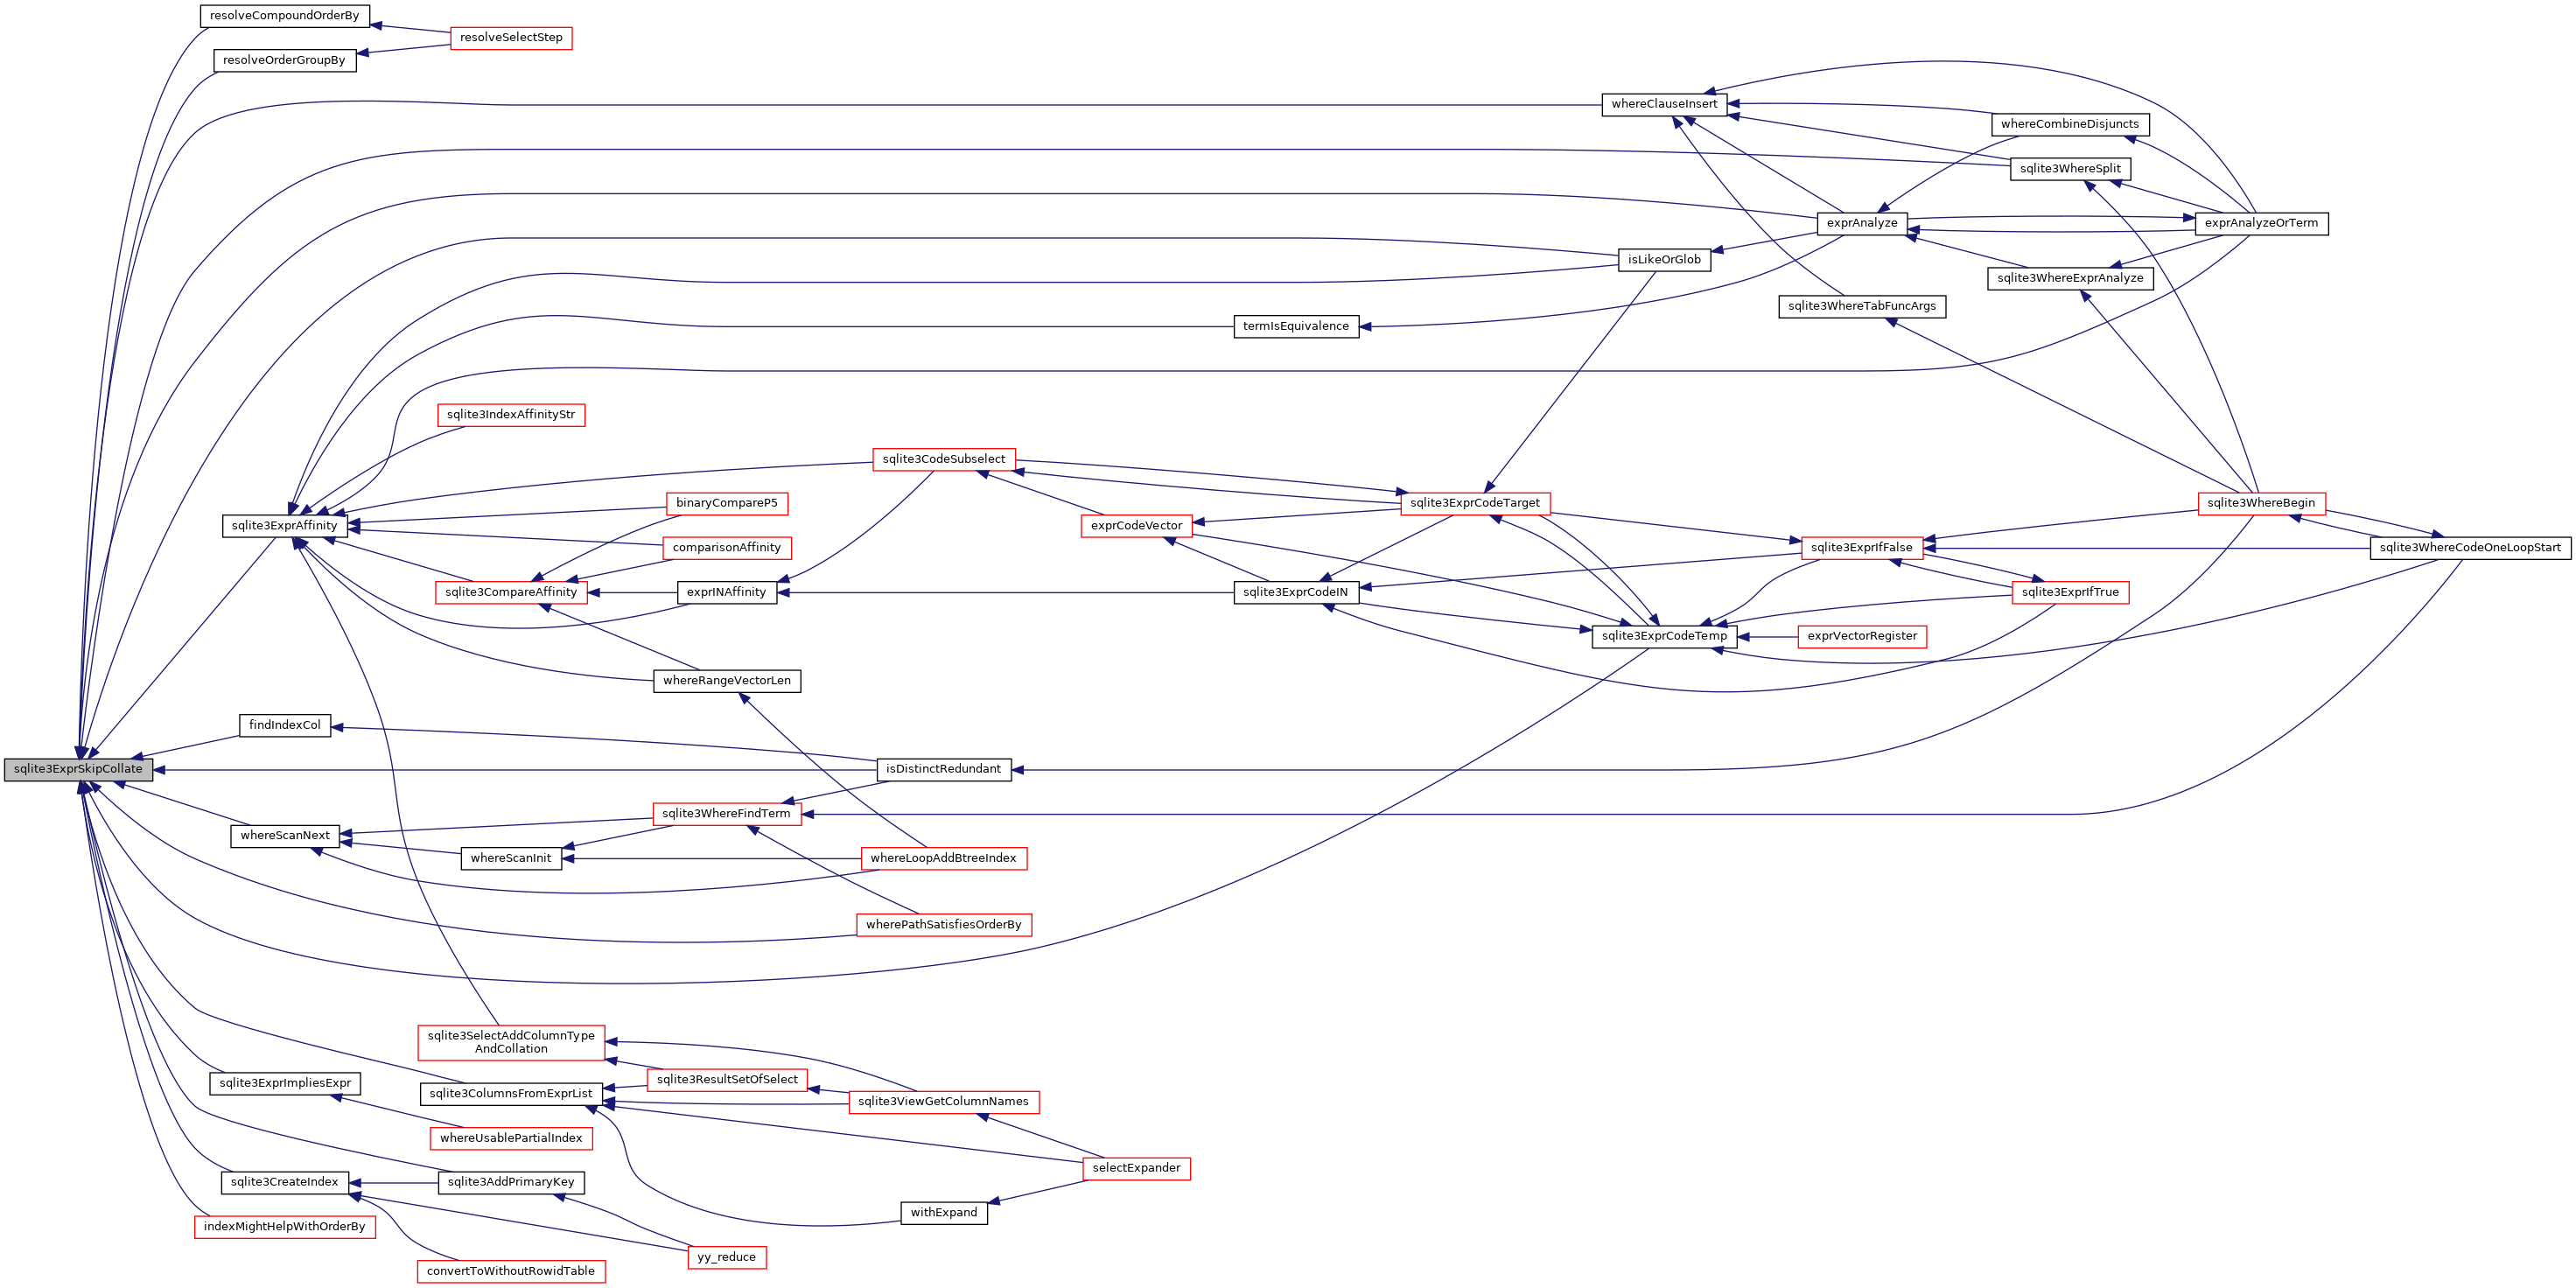 resolveCompoundOrderBy
resolveSelectStep
resolveOrderGroupBy
whereClauseInsert
whereCombineDisjuncts
sqlite3WhereSplit
exprAnalyze
exprAnalyzeOrTerm
isLikeOrGlob
sqlite3WhereExprAnalyze
sqlite3WhereTabFuncArgs
termIsEquivalence
sqlite3IndexAffinityStr
sqlite3CodeSubselect
binaryCompareP5
sqlite3ExprCodeTarget
sqlite3WhereBegin
sqlite3ExprAffinity
exprCodeVector
comparisonAffinity
sqlite3ExprIfFalse
sqlite3WhereCodeOneLoopStart
sqlite3CompareAffinity
exprINAffinity
sqlite3ExprCodeIN
sqlite3ExprIfTrue
sqlite3ExprCodeTemp
exprVectorRegister
whereRangeVectorLen
findIndexCol
sqlite3ExprSkipCollate
isDistinctRedundant
sqlite3WhereFindTerm
whereScanNext
whereScanInit
whereLoopAddBtreeIndex
wherePathSatisfiesOrderBy
sqlite3SelectAddColumnType
AndCollation
sqlite3ExprImpliesExpr
sqlite3ResultSetOfSelect
sqlite3ColumnsFromExprList
sqlite3ViewGetColumnNames
whereUsablePartialIndex
selectExpander
sqlite3CreateIndex
sqlite3AddPrimaryKey
withExpand
indexMightHelpWithOrderBy
yy_reduce
convertToWithoutRowidTable